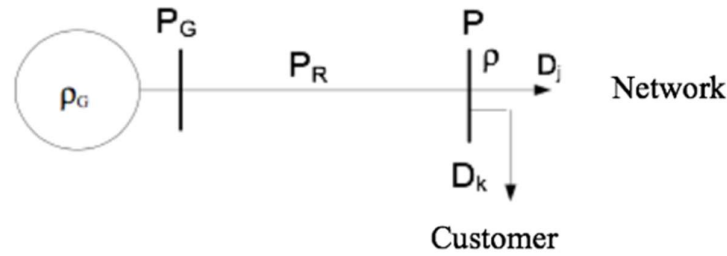 P_G
P
ρ_G
P_R
ρ
D_j
Network
D_k
Customer